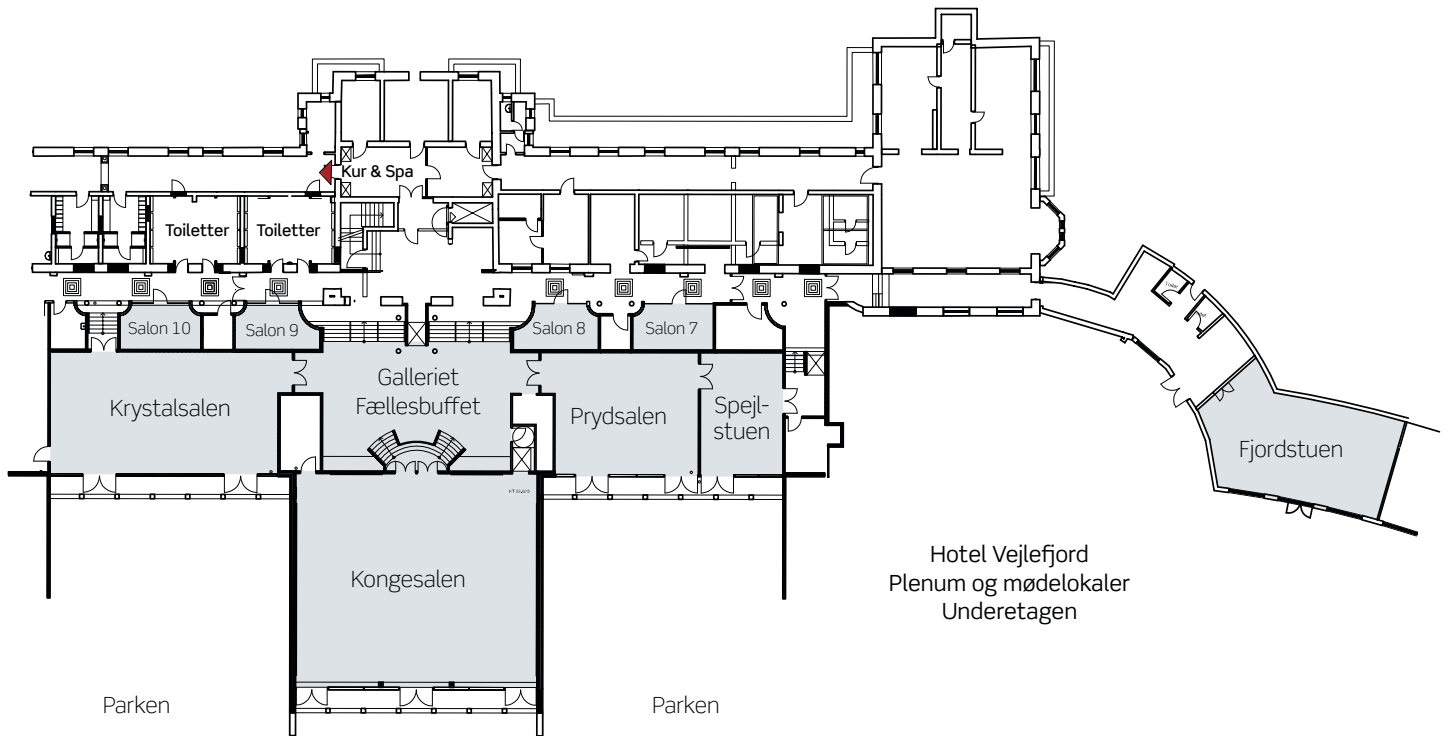 Kur & Spa
Toiletter
Toiletter
Salon 10
Salon 9
Salon 8
Salon 7
Krystalsalen
Galleriet
Fællesbuffet
Prydsalen
Spejl-
stuen
Fjordstuen
Kongesalen
Hotel Vejlefjord
Plenum og mødelokaler
Underetagen
Parken
Parken